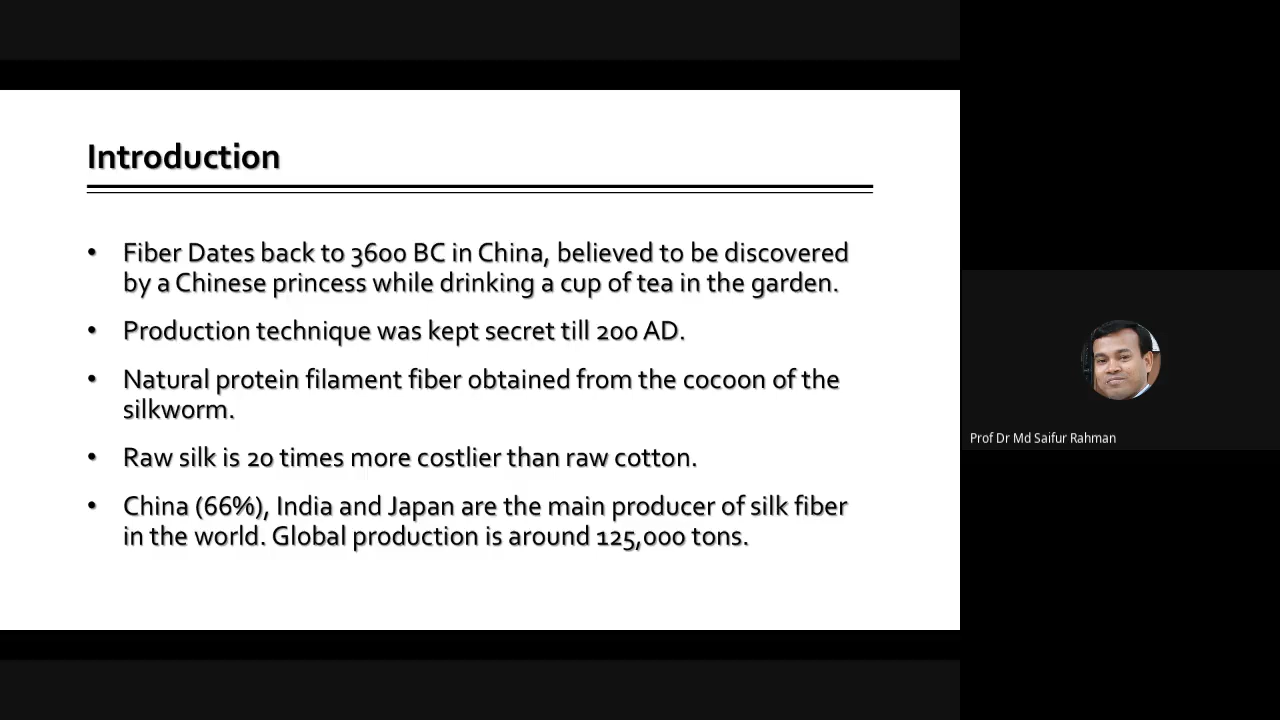 Introduction
• Fiber Dates back to 3600 BC in China, believed to be discovered
by a Chinese princess while drinking a cup of tea in the garden.
• Production technique was kept secret till 200 AD.
• Natural protein filament fiber obtained from the cocoon of the
silkworm.
• Raw silk is 20 times more costlier than raw cotton.
• China (66%), India and Japan are the main producer of silk fiber
in the world. Global production is around 125,000 tons.
Prof Dr Md Saifur Rahman